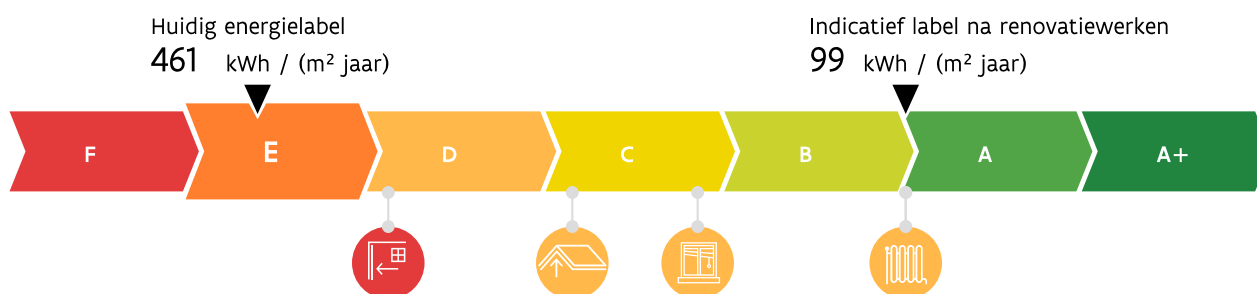 Huidig energielabel
461 kWh / (m² jaar)
Indicatief label na renovatiewerken
99 kWh / (m² jaar)
F E D C B A A+